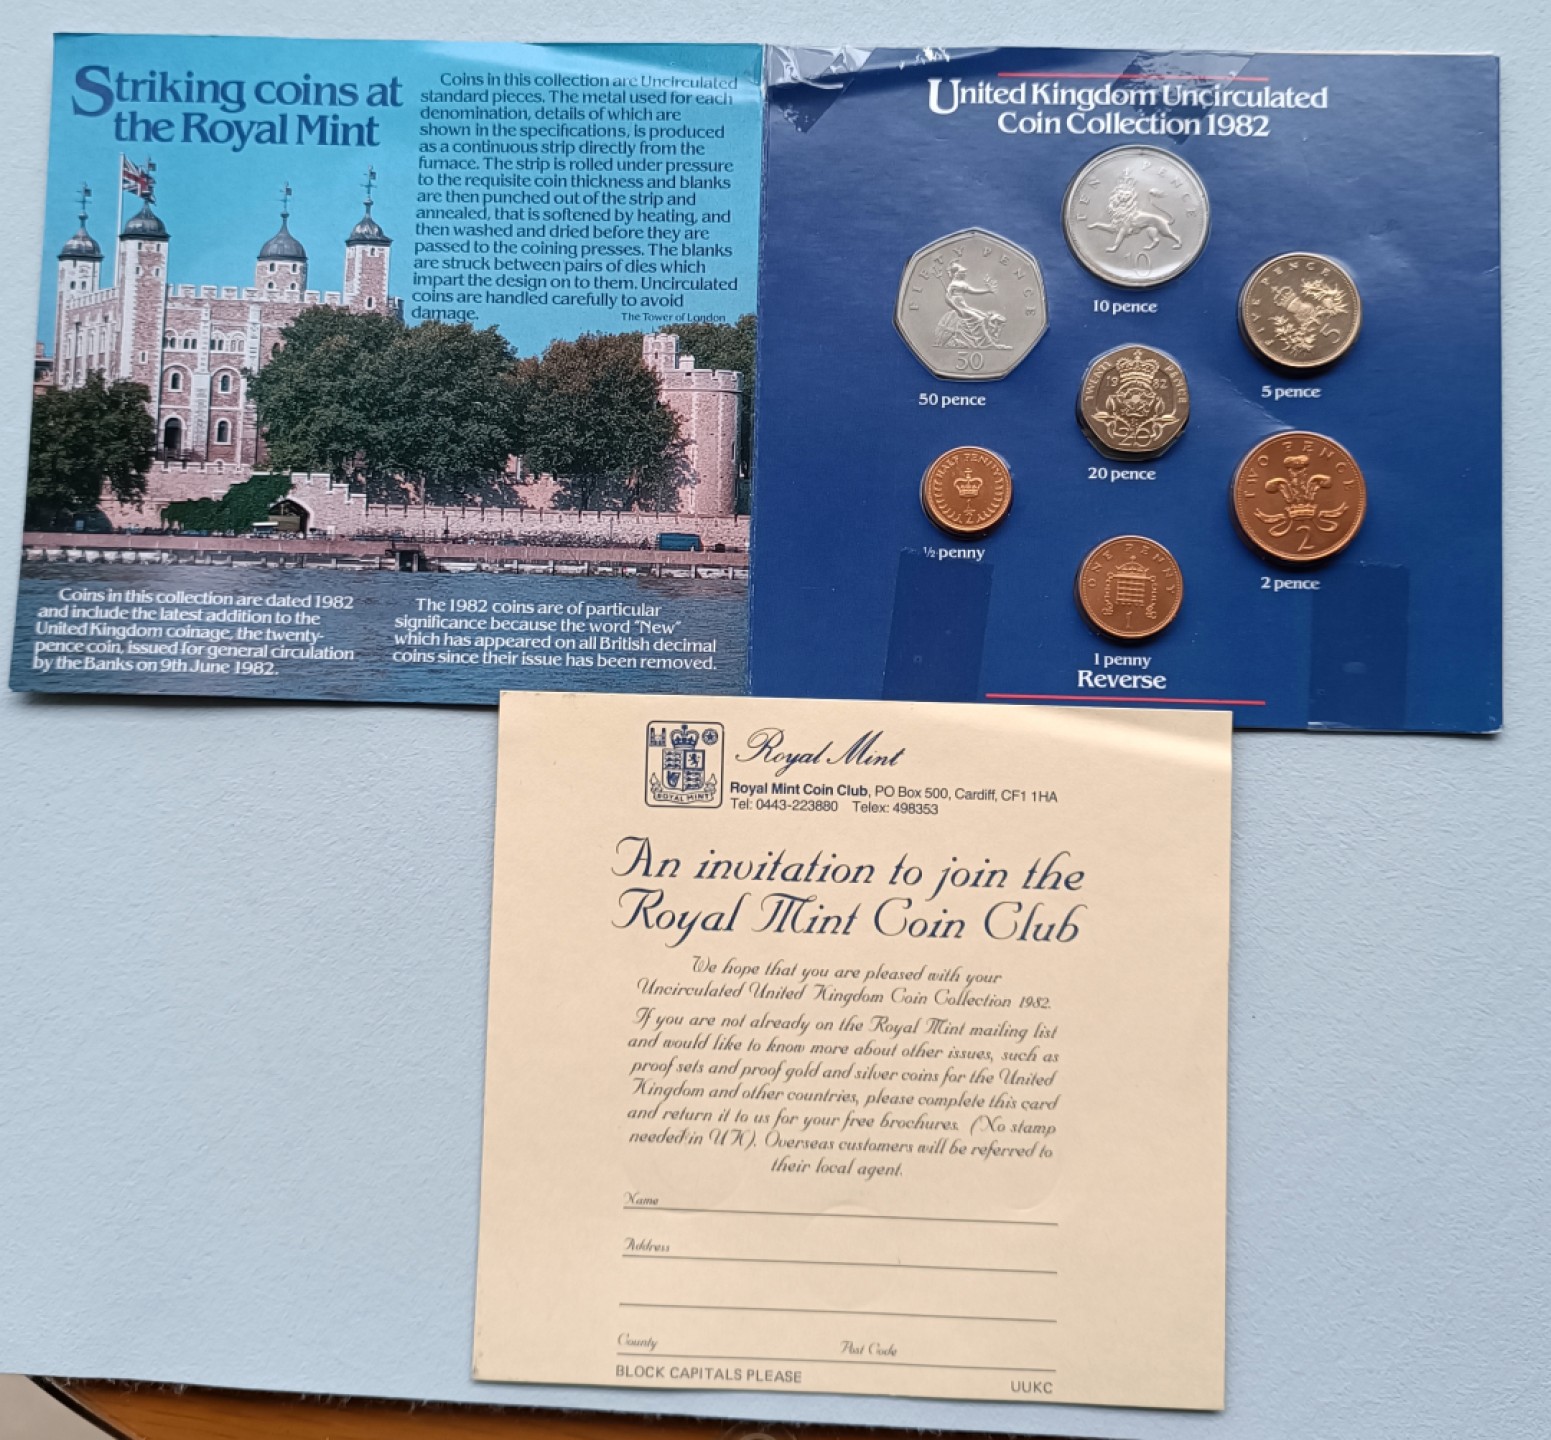 Striking coins at
the Royal Mint
Coins in this collection are Uncirculated
standard pieces. The metal used for each
denomination, details of which are
shown in the specifications, is produced
as a continuous strip directly from the
furnace. The strip is rolled under pressure
to the requisite coin thickness and blanks
are then punched out of the strip and
annealed, that is softened by heating, and
then washed and dried before they are
passed to the coining presses. The blanks
are struck between pairs of dies which
impart the design on to them. Uncirculated
coins are handled carefully to avoid
damage.
The Tower of London
Coins in this collection are dated 1982
and include the latest addition to the
United Kingdom coinage, the twenty-
pence coin, issued for general circulation
by the Banks on 9th June 1982.
The 1982 coins are of particular
significance because the word "New"
which has appeared on all British decimal
coins since their issue has been removed.
United Kingdom Uncirculated
Coin Collection 1982
TEN PENCE
10
10 pence
FIFTY PENCE
50
50 pence
FIVE PENCE
5
5 pence
TWENTY PENCE
1982
20
20 pence
HALF PENNY
1/2
½ penny
TWO PENCE
2
2 pence
ONE PENNY
1
1 penny
Reverse
ROYAL MINT
Royal Mint
Royal Mint Coin Club, PO Box 500, Cardiff, CF1 1HA
Tel: 0443-223880 Telex: 498353
An invitation to join the
Royal Mint Coin Club
We hope that you are pleased with your
Uncirculated United Kingdom Coin Collection 1982.
If you are not already on the Royal Mint mailing list
and would like to know more about other issues, such as
proof sets and proof gold and silver coins for the United
Kingdom and other countries, please complete this card
and return it to us for your free brochures. (No stamp
needed in UK). Overseas customers will be referred to
their local agent.
Name
Address
County Post Code
BLOCK CAPITALS PLEASE
UUKC